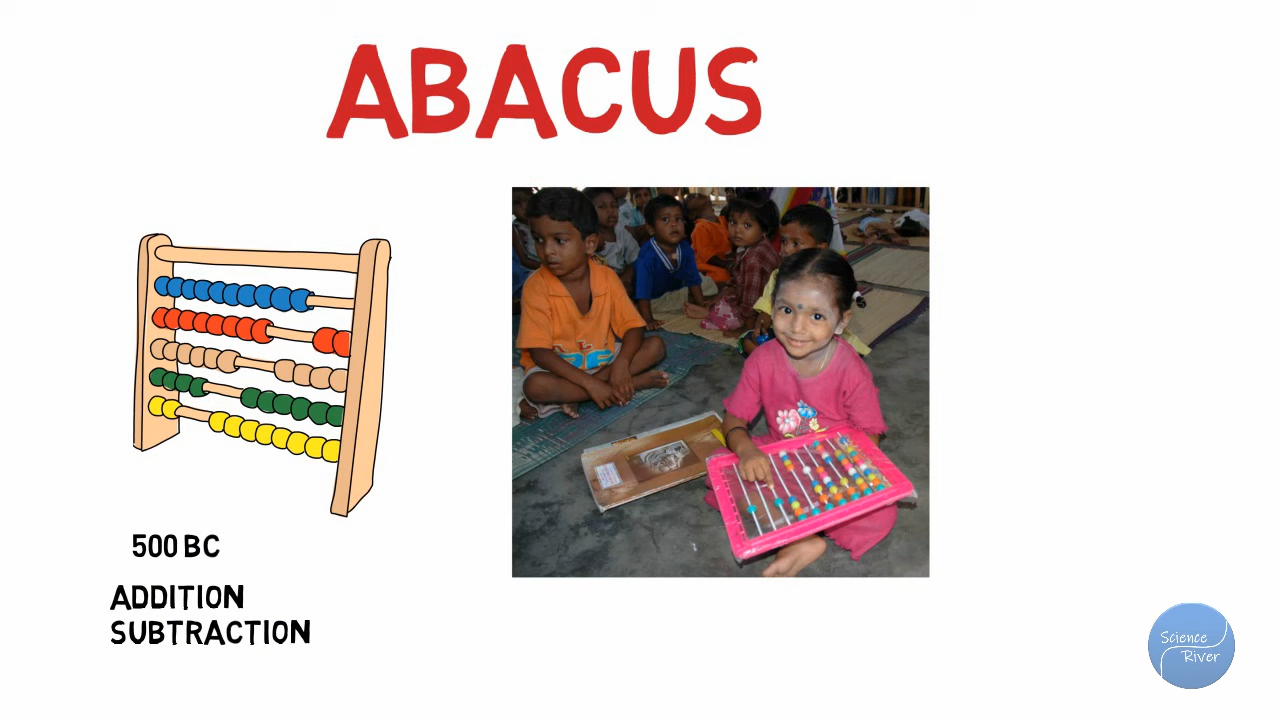 ABACUS
500 BC
ADDITION
SUBTRACTION
Science
River